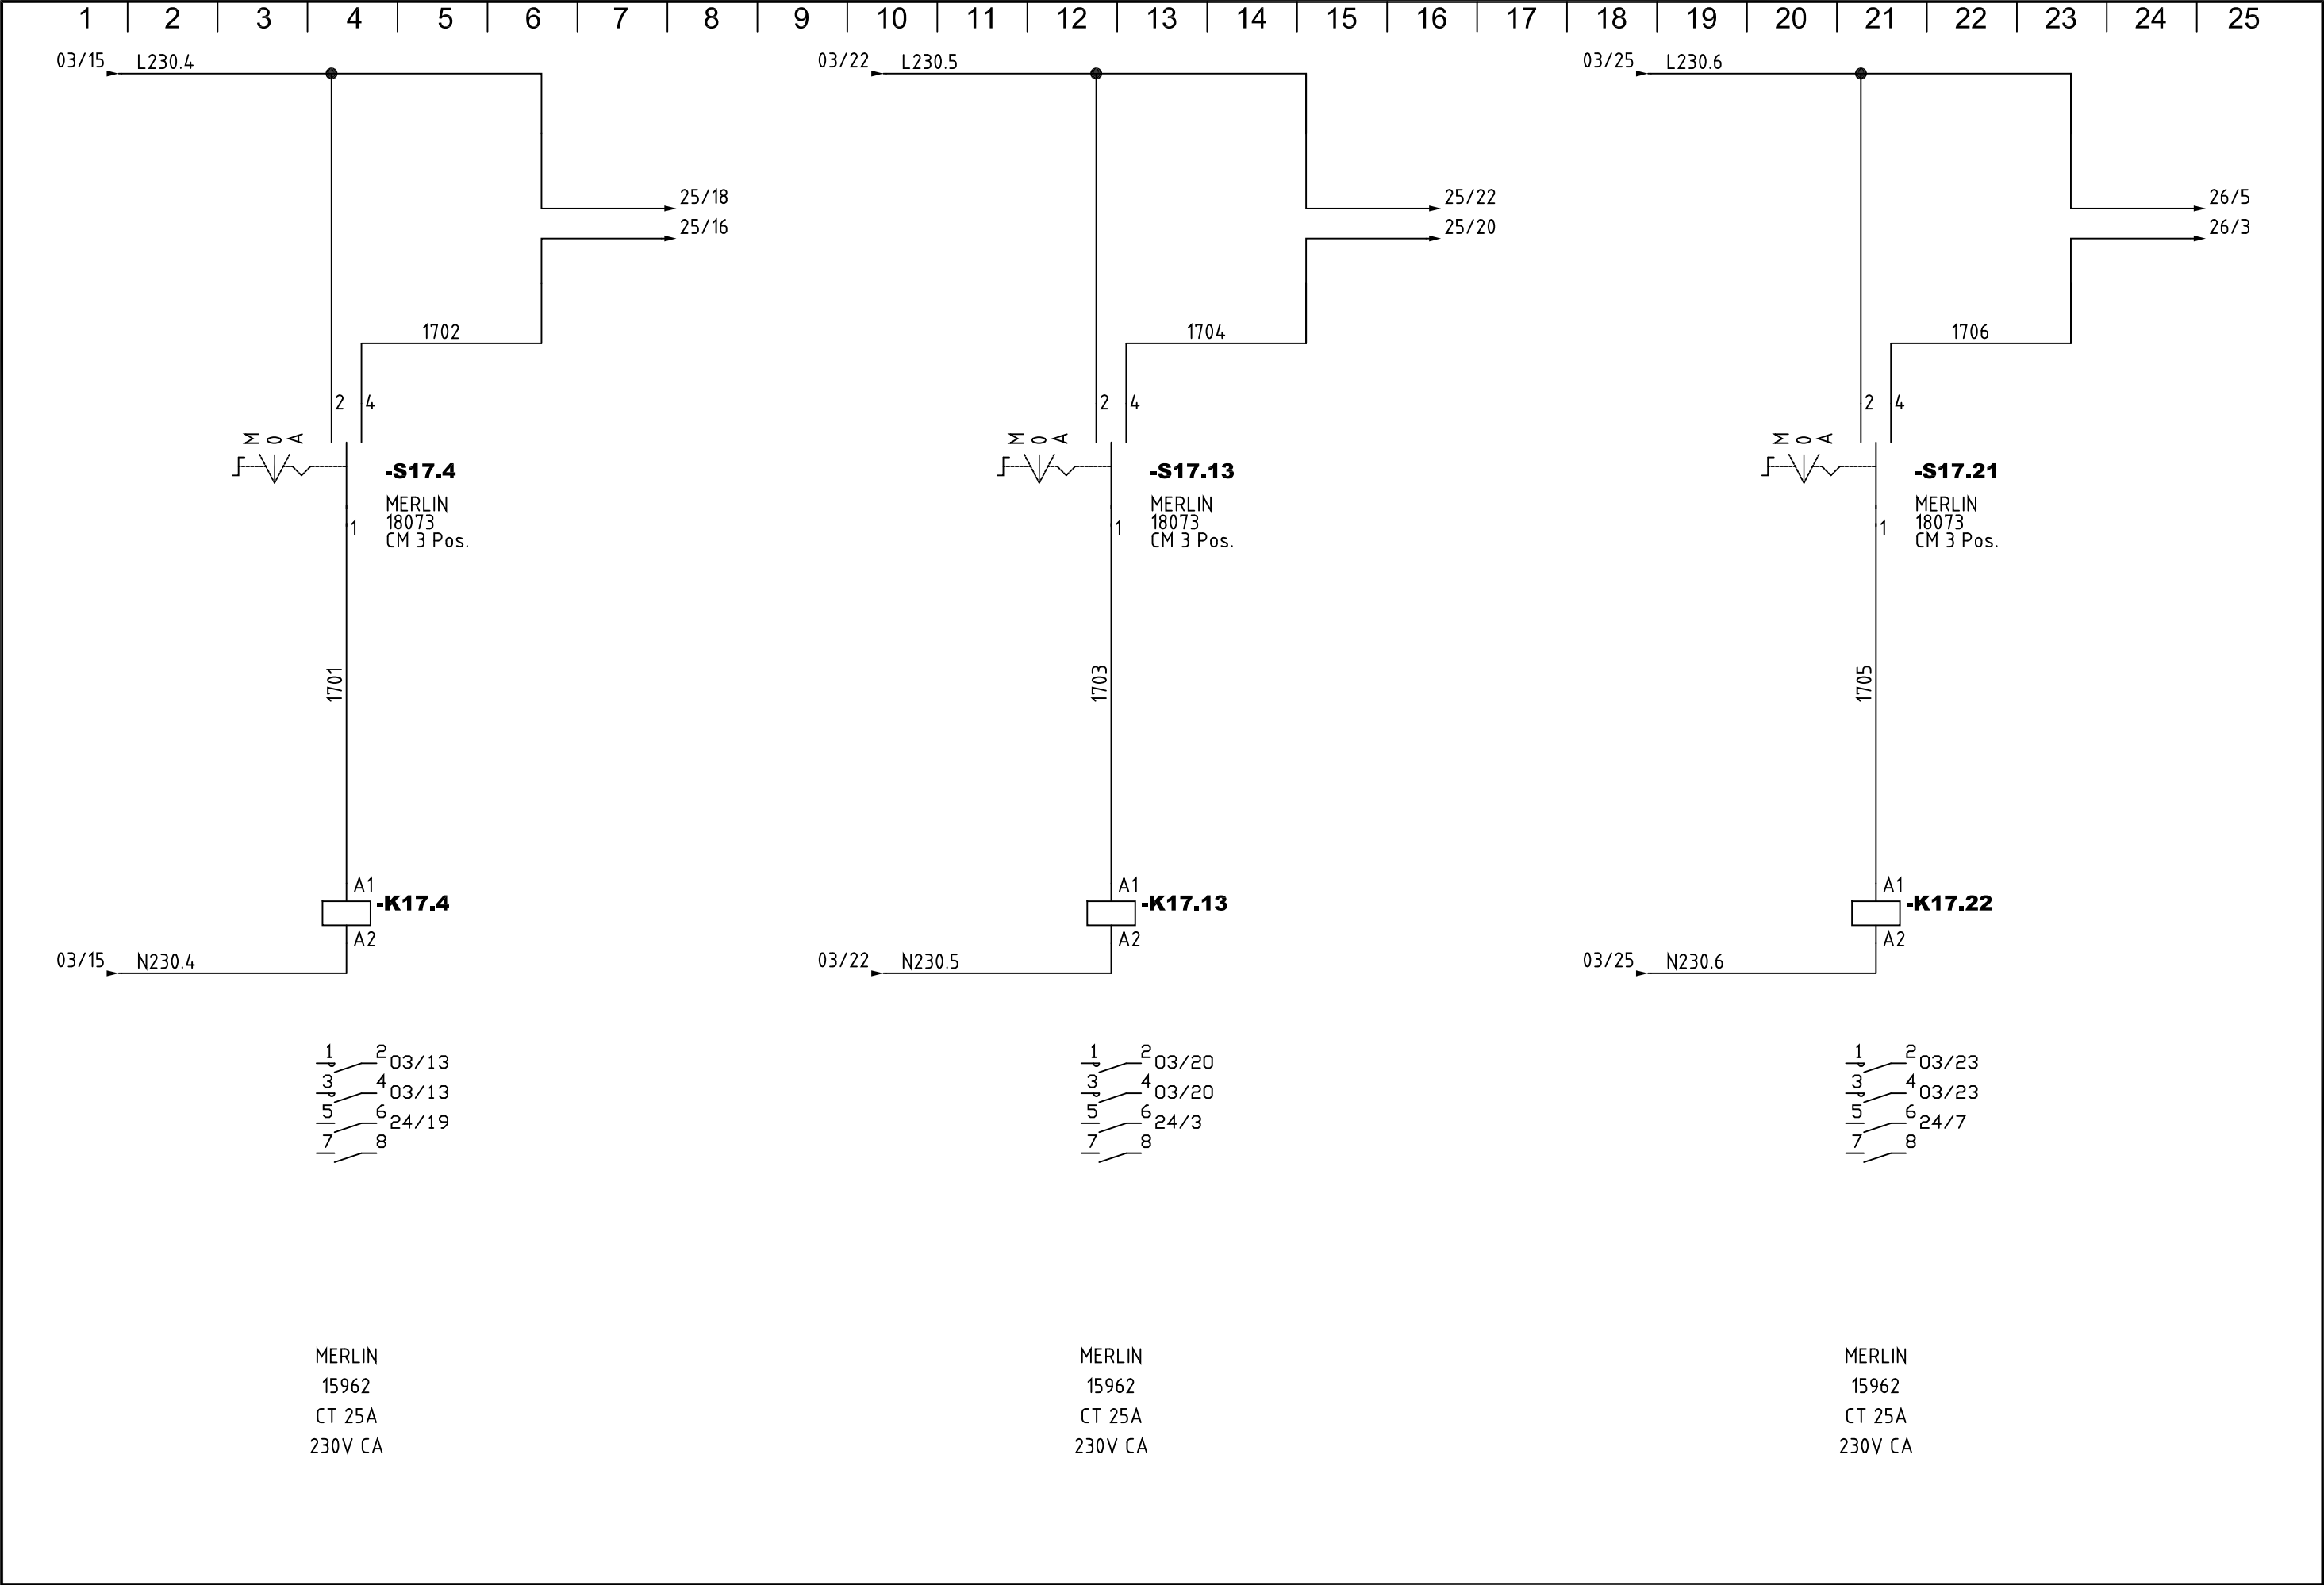 1 2 3 4 5 6 7 8 9 10 11 12 13 14 15 16 17 18 19 20 21 22 23 24 25
03/15 L230.4 03/22 L230.5 03/25 L230.6
25/18 25/22 26/5
25/16 25/20 26/3
1702 1704 1706
2 4 2 4 2 4
M O A M O A M O A
-S17.4 -S17.13 -S17.21
MERLIN MERLIN MERLIN
18073 18073 18073
1 1 1
CM 3 Pos. CM 3 Pos. CM 3 Pos.
1701 1703 1705
A1 A1 A1
-K17.4 -K17.13 -K17.22
A2 A2 A2
03/15 N230.4 03/22 N230.5 03/25 N230.6
1 2 03/13 1 2 03/20 1 2 03/23
3 4 03/13 3 4 03/20 3 4 03/23
5 6 24/19 5 6 24/3 5 6 24/7
7 8 7 8 7 8
MERLIN MERLIN MERLIN
15962 15962 15962
CT 25A CT 25A CT 25A
230V CA 230V CA 230V CA